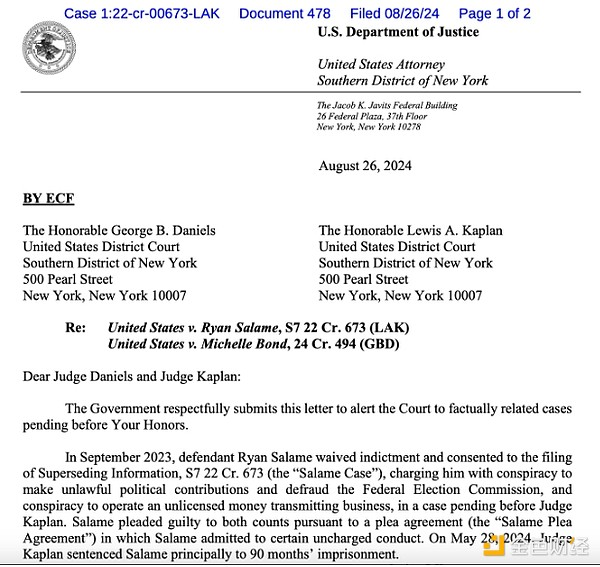 Case 1:22-cr-00673-LAK Document 478 Filed 08/26/24 Page 1 of 2
U.S. Department of Justice
United States Attorney
Southern District of New York
The Jacob K. Javits Federal Building
26 Federal Plaza, 37th Floor
New York, New York 10278
August 26, 2024
BY ECF
The Honorable George B. Daniels
United States District Court
Southern District of New York
500 Pearl Street
New York, New York 10007
The Honorable Lewis A. Kaplan
United States District Court
Southern District of New York
500 Pearl Street
New York, New York 10007
Re: United States v. Ryan Salame, S7 22 Cr. 673 (LAK)
United States v. Michelle Bond, 24 Cr. 494 (GBD)
Dear Judge Daniels and Judge Kaplan:
The Government respectfully submits this letter to alert the Court to factually related cases
pending before Your Honors.
In September 2023, defendant Ryan Salame waived indictment and consented to the filing
of Superseding Information, S7 22 Cr. 673 (the “Salame Case”), charging him with conspiracy to
make unlawful political contributions and defraud the Federal Election Commission, and
conspiracy to operate an unlicensed money transmitting business, in a case pending before Judge
Kaplan. Salame pleaded guilty to both counts pursuant to a plea agreement (the “Salame Plea
Agreement”) in which Salame admitted to certain uncharged conduct. On May 28, 2024, Judge
Kaplan sentenced Salame principally to 90 months’ imprisonment.
金色财经